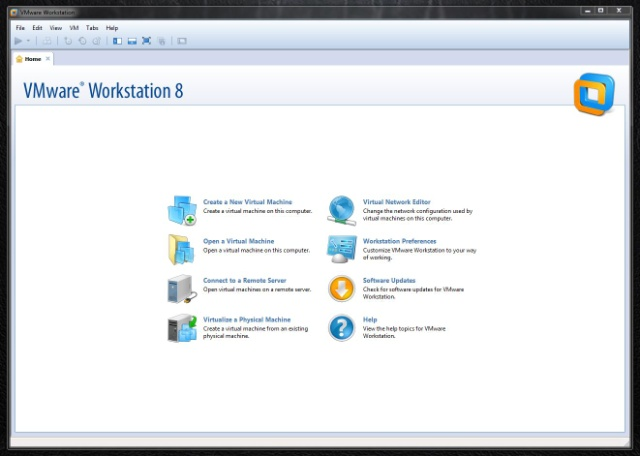 VMware Workstation
File Edit View VM Tabs Help
Home
VMware® Workstation 8
Create a New Virtual Machine
Create a virtual machine on this computer.
Open a Virtual Machine
Open a virtual machine on this computer.
Connect to a Remote Server
Open virtual machines on a remote server.
Virtualize a Physical Machine
Create a virtual machine from an existing
physical machine.
Virtual Network Editor
Change the network configuration used by
virtual machines on this computer.
Workstation Preferences
Customize VMware Workstation to your way
of working.
Software Updates
Check for software updates for VMware
Workstation.
Help
View the help topics for VMware
Workstation.